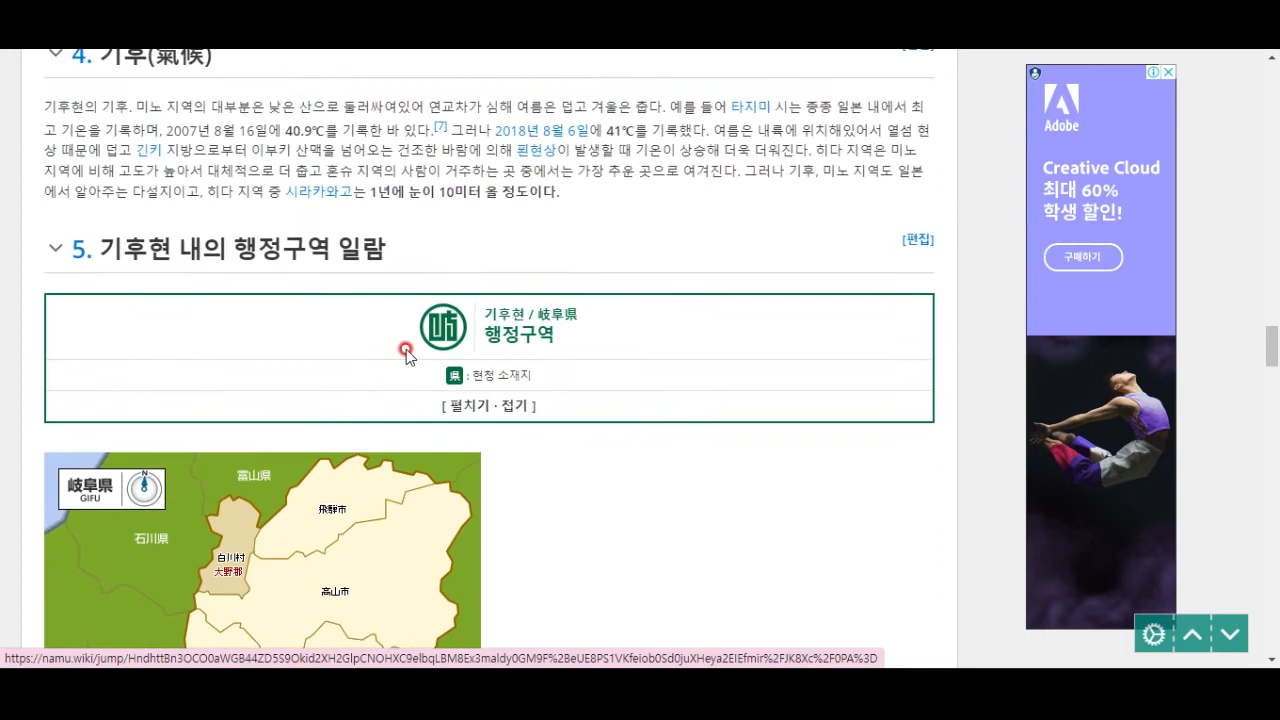 4. 기후(氣候)
[편집]
기후현의 기후. 미노 지역의 대부분은 낮은 산으로 둘러싸여있어 연교차가 심해 여름은 덥고 겨울은 춥다. 예를 들어 타지미 시는 종종 일본 내에서 최
고 기온을 기록하며, 2007년 8월 16일에 40.9℃를 기록한 바 있다.[7] 그러나 2018년 8월 6일에 41℃를 기록했다. 여름은 내륙에 위치해있어서 열섬 현
상 때문에 덥고 긴키 지방으로부터 이부키 산맥을 넘어오는 건조한 바람에 의해 푄현상이 발생할 때 기온이 상승해 더욱 더워진다. 히다 지역은 미노
지역에 비해 고도가 높아서 대체적으로 더 춥고 혼슈 지역의 사람이 거주하는 곳 중에서는 가장 추운 곳으로 여겨진다. 그러나 기후, 미노 지역도 일본
에서 알아주는 다설지이고, 히다 지역 중 시라카와고는 1년에 눈이 10미터 올 정도이다.
5. 기후현 내의 행정구역 일람
[편집]
기후현 / 岐阜県
행정구역
県 : 현청 소재지
[ 펼치기 · 접기 ]
岐阜県
GIFU
N
富山県
飛騨市
石川県
白川村
大野郡
高山市
Adobe
Creative Cloud
최대 60%
학생 할인!
구매하기